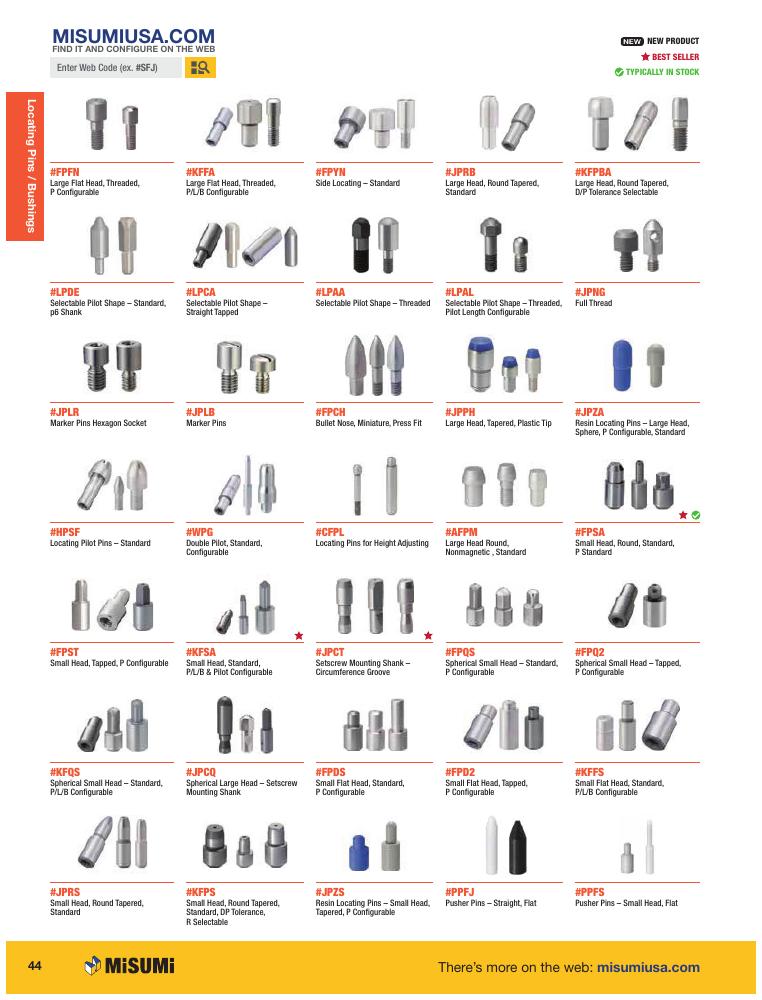 MISUMIUSA.COM
FIND IT AND CONFIGURE ON THE WEB
Enter Web Code (ex. #SFJ)
NEW NEW PRODUCT
BEST SELLER
TYPICALLY IN STOCK
Locating Pins / Bushings
#FPFN
Large Flat Head, Threaded,
P Configurable
#KFFA
Large Flat Head, Threaded,
P/L/B Configurable
#FPYN
Side Locating – Standard
#JPRB
Large Head, Round Tapered,
Standard
#KFPBA
Large Head, Round Tapered,
D/P Tolerance Selectable
#LPDE
Selectable Pilot Shape – Standard,
p6 Shank
#LPCA
Selectable Pilot Shape –
Straight Tapped
#LPAA
Selectable Pilot Shape – Threaded
#LPAL
Selectable Pilot Shape – Threaded,
Pilot Length Configurable
#JPNG
Full Thread
#JPLR
Marker Pins Hexagon Socket
#JPLB
Marker Pins
#FPCH
Bullet Nose, Miniature, Press Fit
#JPPH
Large Head, Tapered, Plastic Tip
#JPZA
Resin Locating Pins – Large Head,
Sphere, P Configurable, Standard
#HPSF
Locating Pilot Pins – Standard
#WPG
Double Pilot, Standard,
Configurable
#CFPL
Locating Pins for Height Adjusting
#AFPM
Large Head Round,
Nonmagnetic , Standard
#FPSA
Small Head, Round, Standard,
P Standard
#FPST
Small Head, Tapped, P Configurable
#KFSA
Small Head, Standard,
P/L/B & Pilot Configurable
#JPCT
Setscrew Mounting Shank –
Circumference Groove
#FPQS
Spherical Small Head – Standard,
P Configurable
#FPQ2
Spherical Small Head – Tapped,
P Configurable
#KFQS
Spherical Small Head – Standard,
P/L/B Configurable
#JPCQ
Spherical Large Head – Setscrew
Mounting Shank
#FPDS
Small Flat Head, Standard,
P Configurable
#FPD2
Small Flat Head, Tapped,
P Configurable
#KFFS
Small Flat Head, Standard,
P/L/B Configurable
#JPRS
Small Head, Round Tapered,
Standard
#KFPS
Small Head, Round Tapered,
Standard, DP Tolerance,
R Selectable
#JPZS
Resin Locating Pins – Small Head,
Tapered, P Configurable
#PPFJ
Pusher Pins – Straight, Flat
#PPFS
Pusher Pins – Small Head, Flat
44
MiSUMi
There's more on the web: misumiusa.com